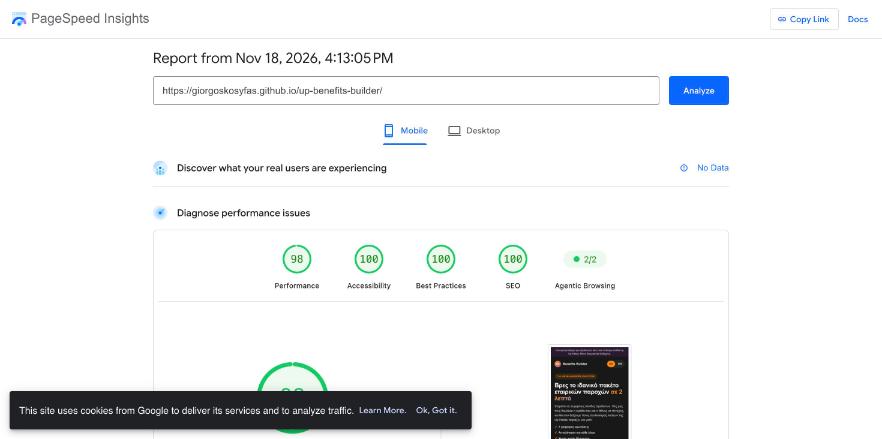 PageSpeed Insights
Copy Link
Docs
Report from Nov 18, 2026, 4:13:05 PM
https://giorgoskosyfas.github.io/up-benefits-builder/
Analyze
Mobile
Desktop
Discover what your real users are experiencing
No Data
Diagnose performance issues
98
100
100
100
2/2
Performance
Accessibility
Best Practices
SEO
Agentic Browsing
Benefits Builder
Βρες το ιδανικό πακέτο
εταιρικών παροχών σε 2
λεπτά
This site uses cookies from Google to deliver its services and to analyze traffic. Learn More. Ok, Got it.